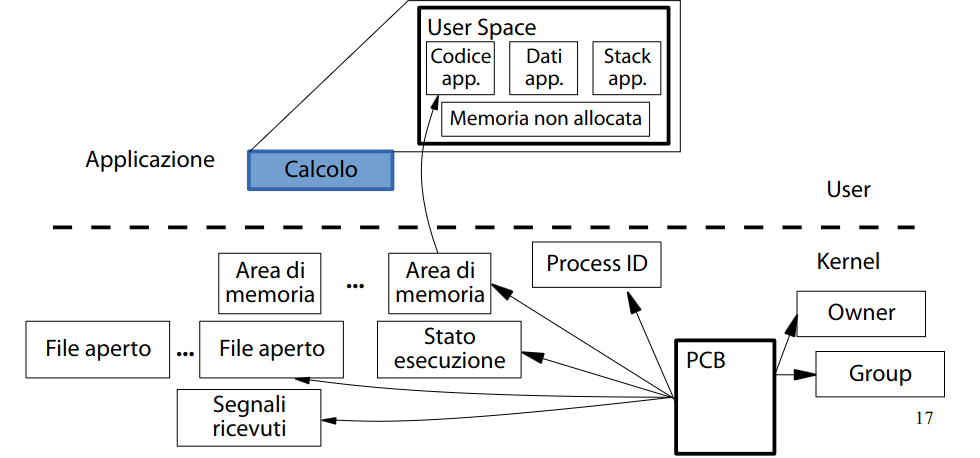 User Space
Codice
app.
Dati
app.
Stack
app.
Memoria non allocata
Applicazione
Calcolo
User
Kernel
Process ID
Area di
memoria
...
Area di
memoria
Owner
File aperto
...
File aperto
Stato
esecuzione
PCB
Group
Segnali
ricevuti
17